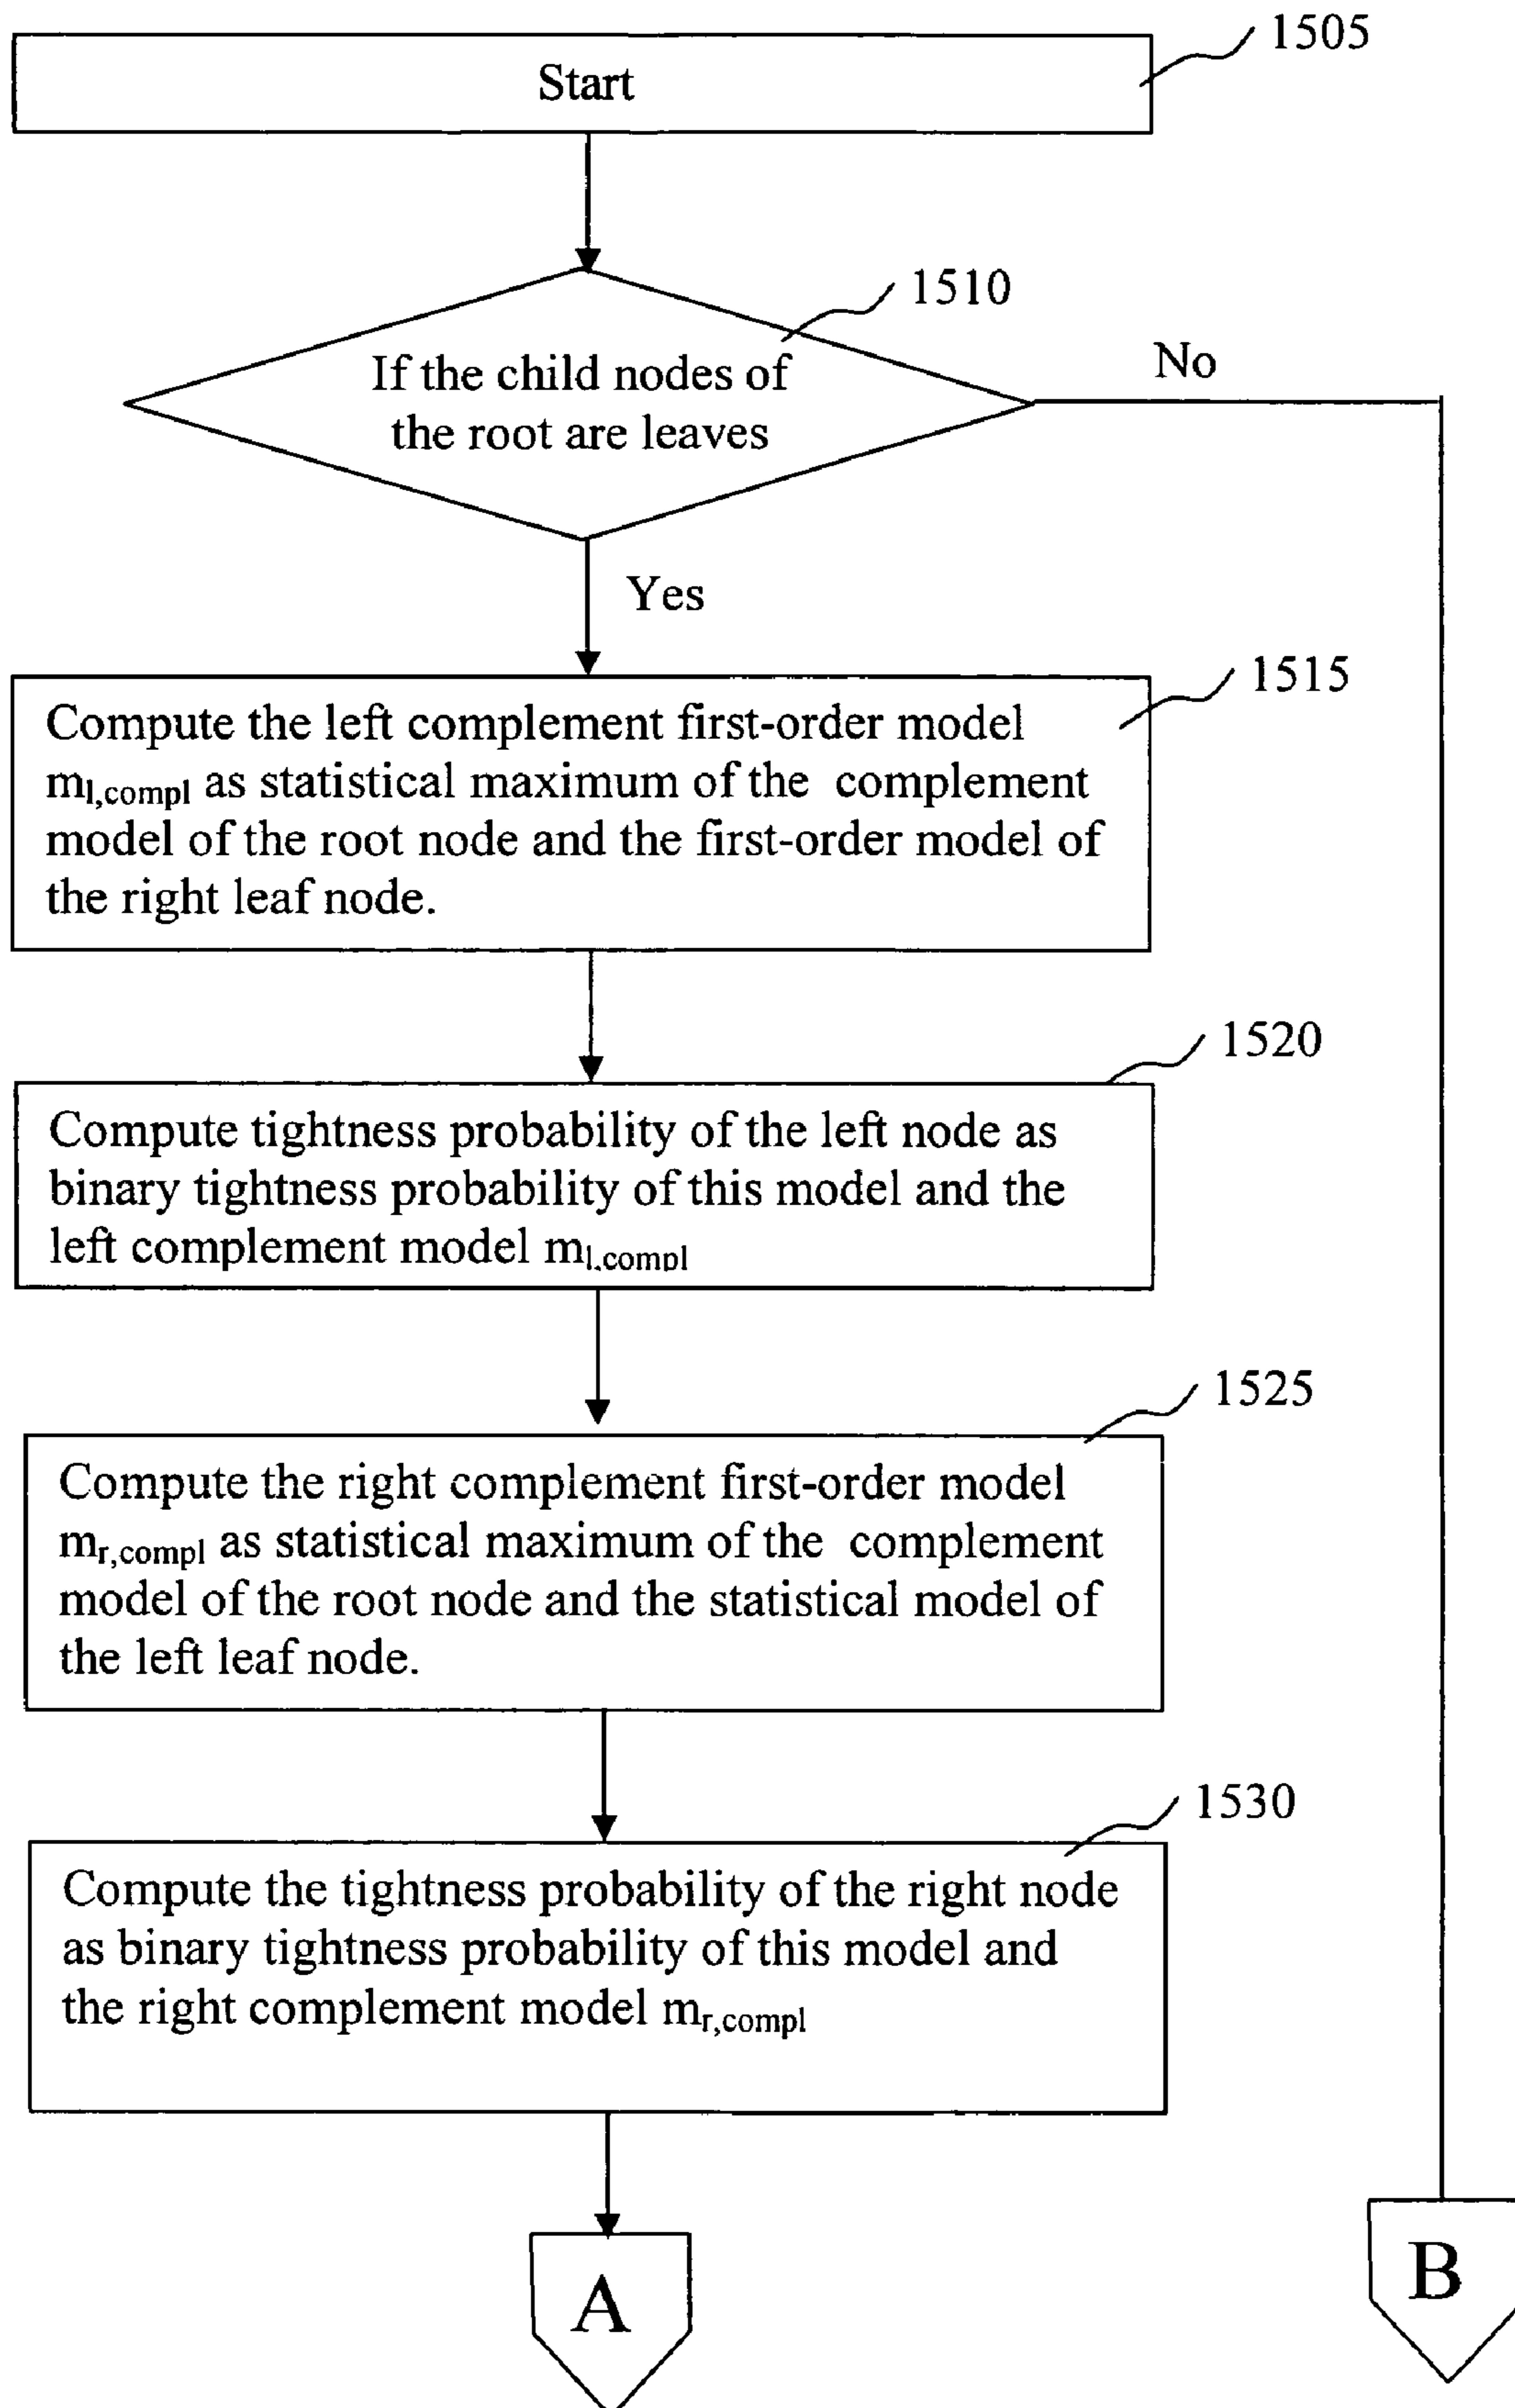 1505
Start
1510
If the child nodes of
the root are leaves
No
Yes
1515
Compute the left complement first-order model
m_l,compl as statistical maximum of the complement
model of the root node and the first-order model of
the right leaf node.
1520
Compute tightness probability of the left node as
binary tightness probability of this model and the
left complement model m_l,compl
1525
Compute the right complement first-order model
m_r,compl as statistical maximum of the complement
model of the root node and the statistical model of
the left leaf node.
1530
Compute the tightness probability of the right node
as binary tightness probability of this model and
the right complement model m_r,compl
A
B